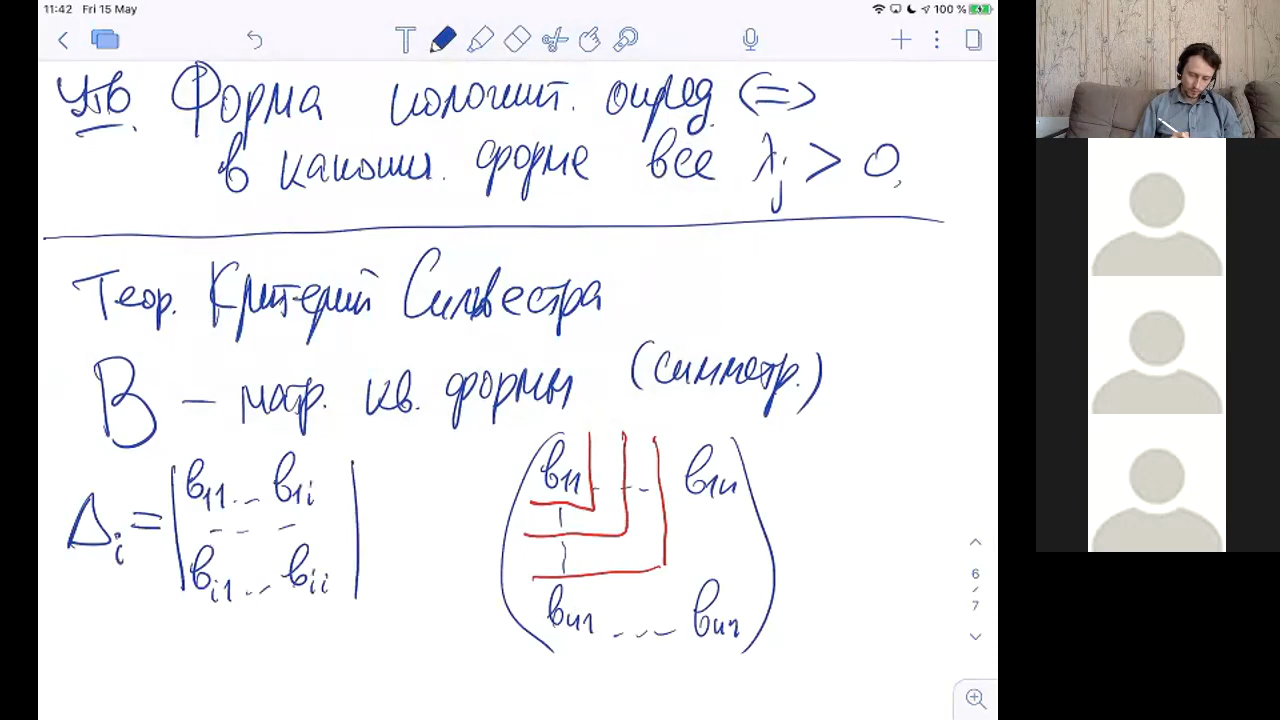 11:42 Fri 15 May 100 %
Утв. Форма положит. опред. <=>
в канонич. форме все λj > 0.
Теор. Критерий Сильвестра
B – матр. кв. формы (симметр.)
Δi = | b11 ... b1i |
- - -
| bi1 ... bii |
( b11 - - - b1n )
( bn1 ... bnn )
6
/
7